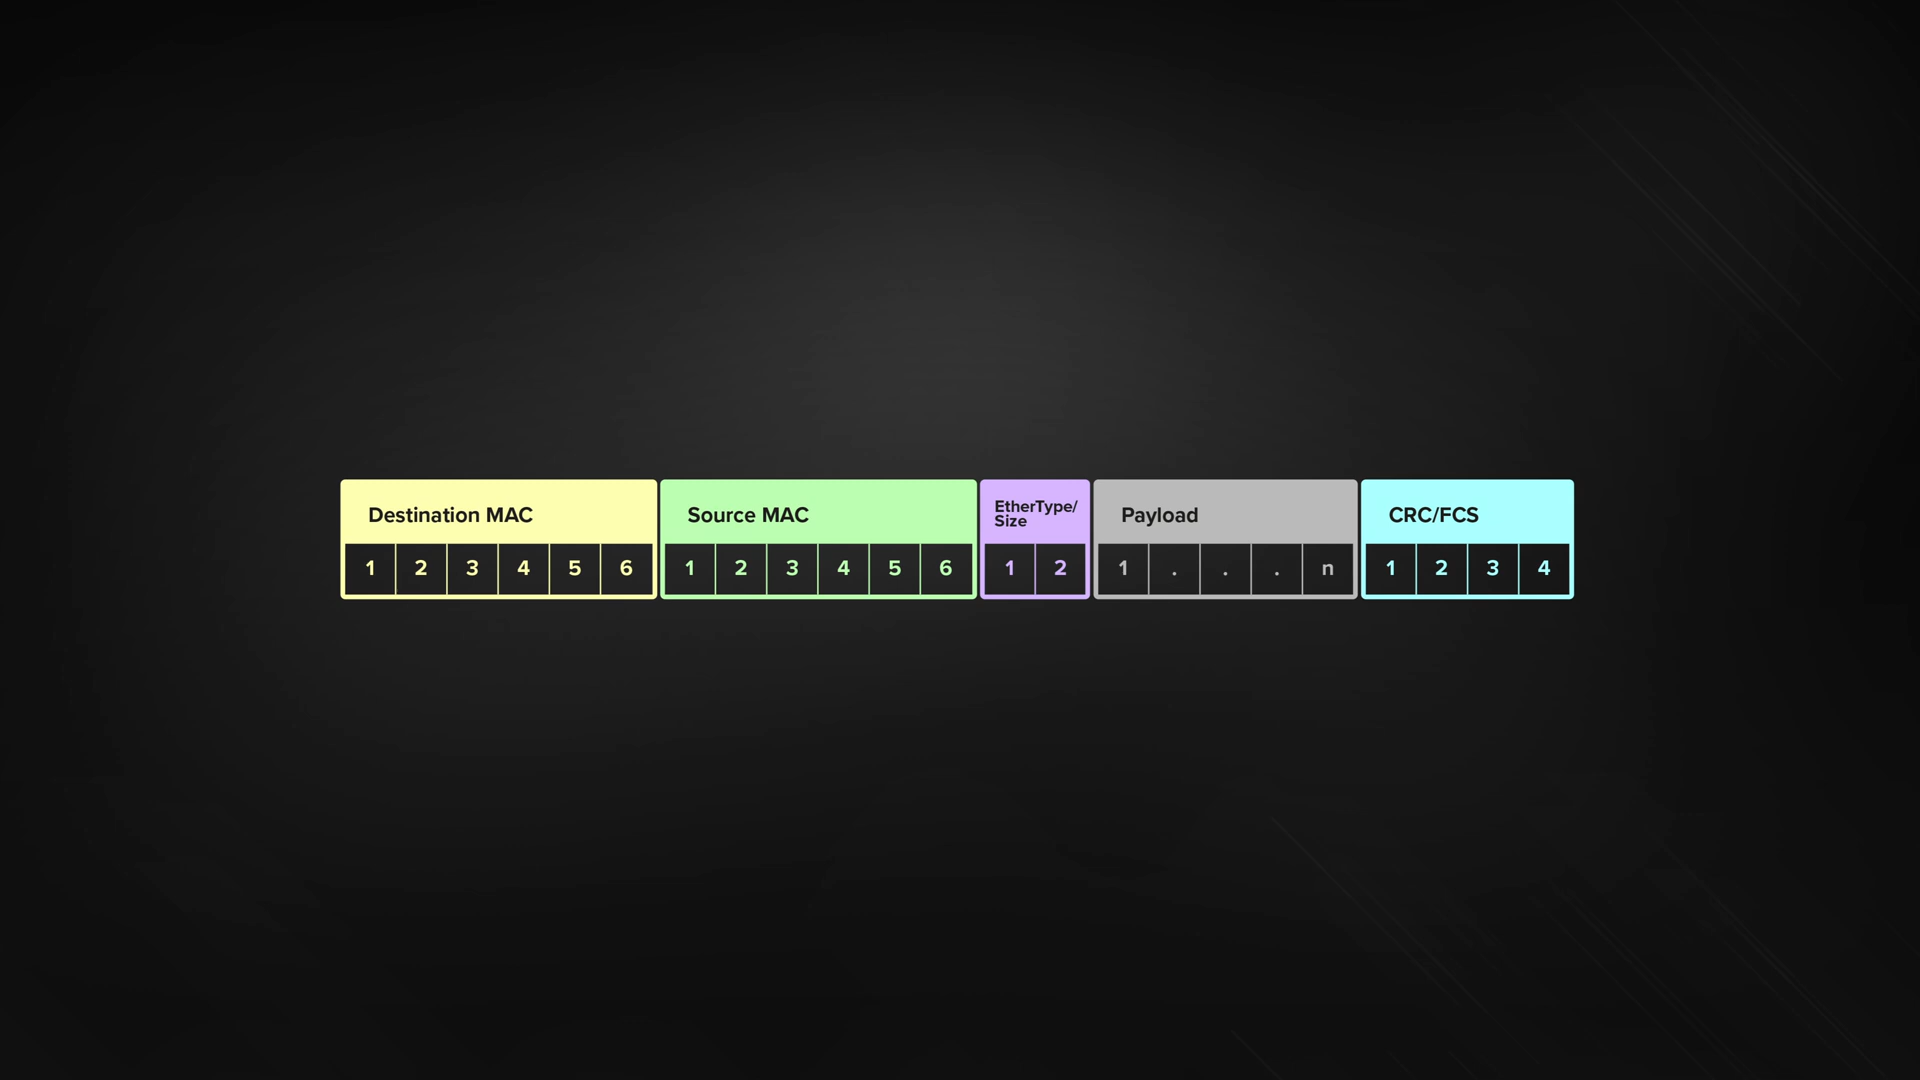 Destination MAC
Source MAC
EtherType/
Size
Payload
CRC/FCS
1 2 3 4 5 6
1 2 3 4 5 6
1 2
1 . . . n
1 2 3 4